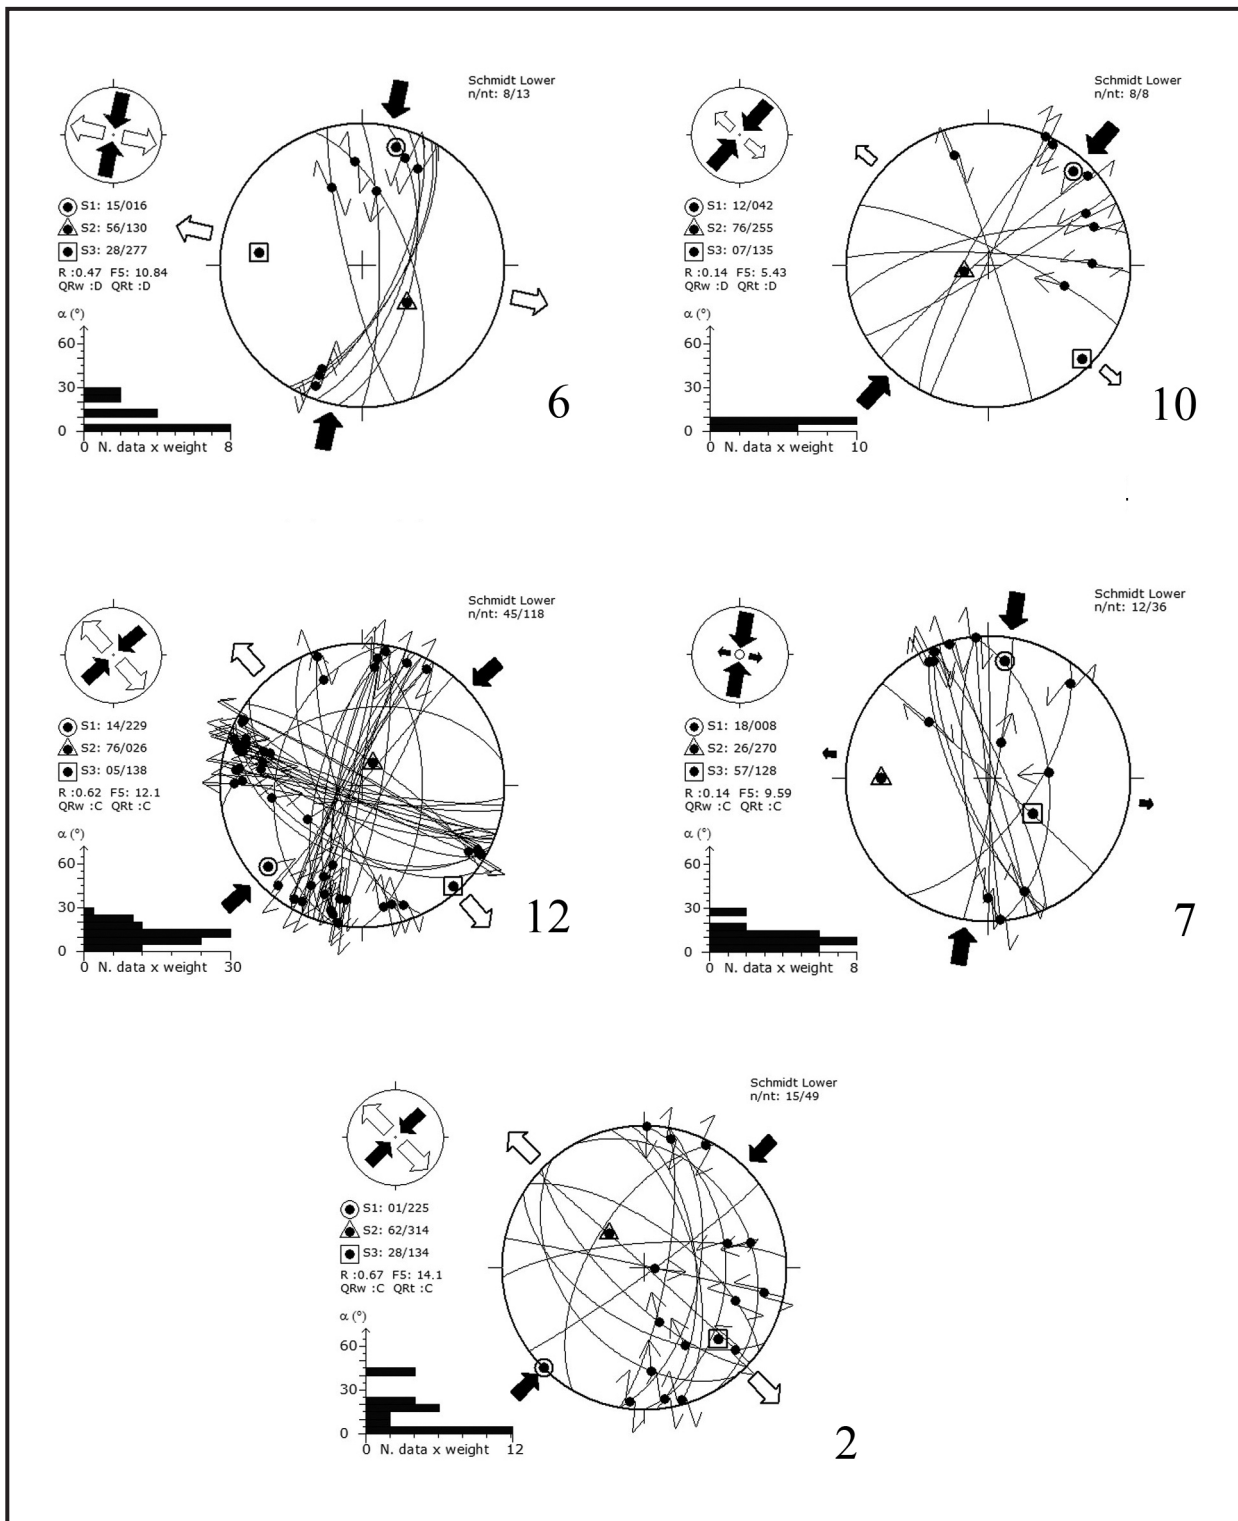 Schmidt Lower
n/nt: 8/13
S1: 15/016
S2: 56/130
S3: 28/277
R :0.47 F5: 10.84
QRw :D QRt :D
α (°)
60
30
0
0 N. data x weight 8
6
Schmidt Lower
n/nt: 8/8
S1: 12/042
S2: 76/255
S3: 07/135
R :0.14 F5: 5.43
QRw :D QRt :D
α (°)
60
30
0
0 N. data x weight 10
10
Schmidt Lower
n/nt: 45/118
S1: 14/229
S2: 76/026
S3: 05/138
R :0.62 F5: 12.1
QRw :C QRt :C
α (°)
60
30
0
0 N. data x weight 30
12
Schmidt Lower
n/nt: 12/36
S1: 18/008
S2: 26/270
S3: 57/128
R :0.14 F5: 9.59
QRw :C QRt :C
α (°)
60
30
0
0 N. data x weight 8
7
Schmidt Lower
n/nt: 15/49
S1: 01/225
S2: 62/314
S3: 28/134
R :0.67 F5: 14.1
QRw :C QRt :C
α (°)
60
30
0
0 N. data x weight 12
2